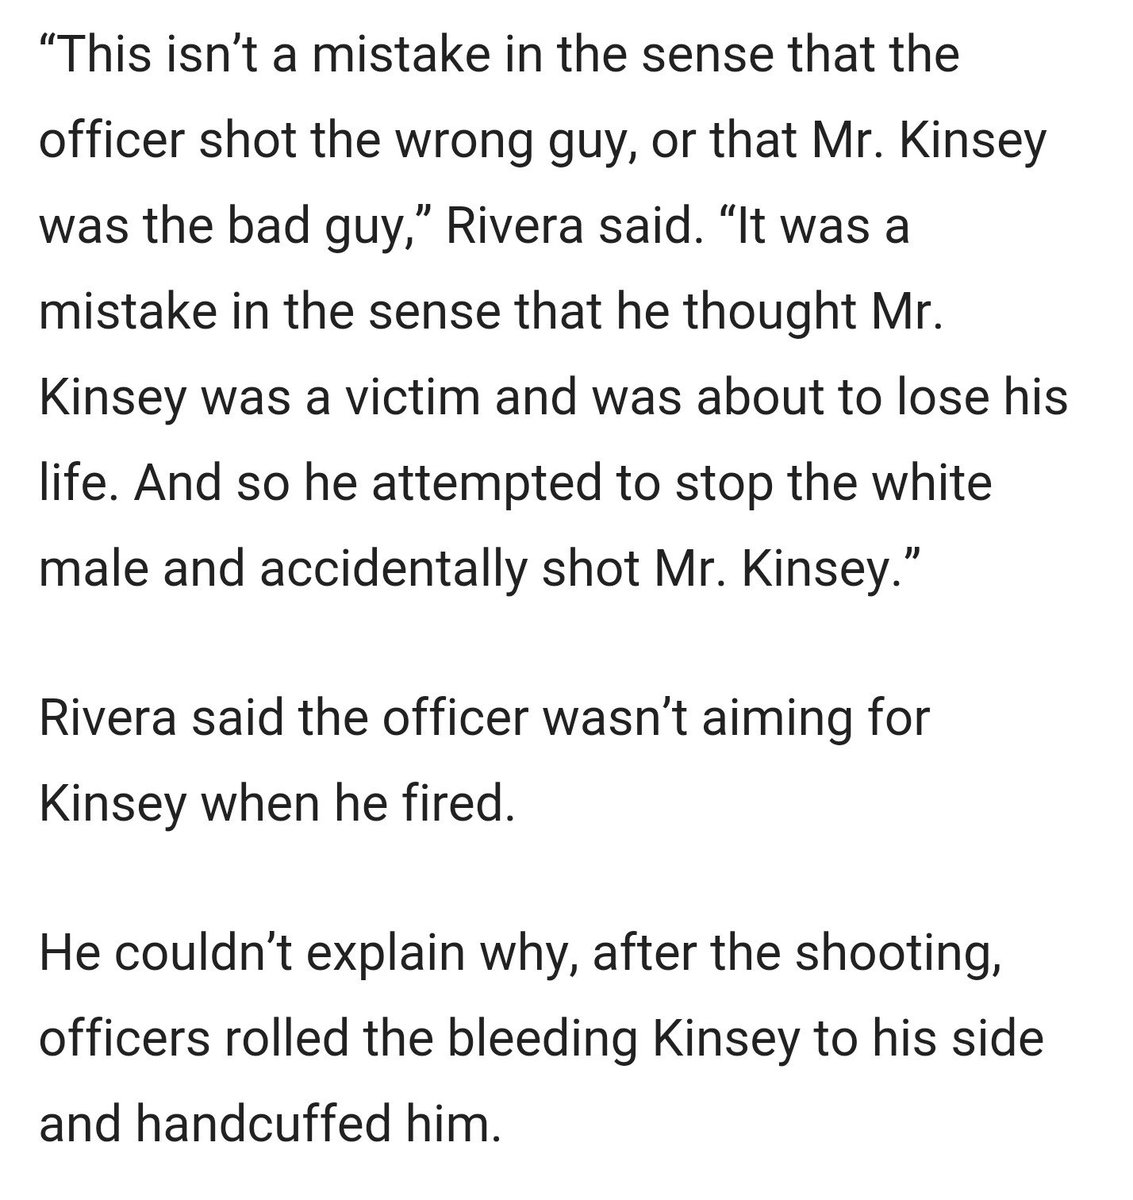 “This isn’t a mistake in the sense that the
officer shot the wrong guy, or that Mr. Kinsey
was the bad guy,” Rivera said. “It was a
mistake in the sense that he thought Mr.
Kinsey was a victim and was about to lose his
life. And so he attempted to stop the white
male and accidentally shot Mr. Kinsey.”
Rivera said the officer wasn’t aiming for
Kinsey when he fired.
He couldn’t explain why, after the shooting,
officers rolled the bleeding Kinsey to his side
and handcuffed him.